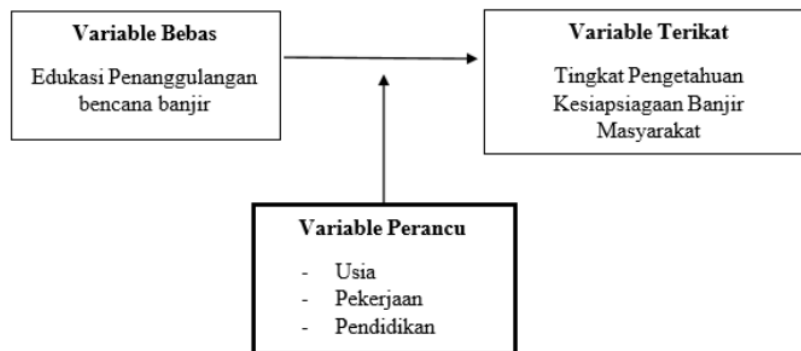 Variable Bebas
Edukasi Penanggulangan
bencana banjir
Variable Terikat
Tingkat Pengetahuan
Kesiapsiagaan Banjir
Masyarakat
Variable Perancu
- Usia
- Pekerjaan
- Pendidikan